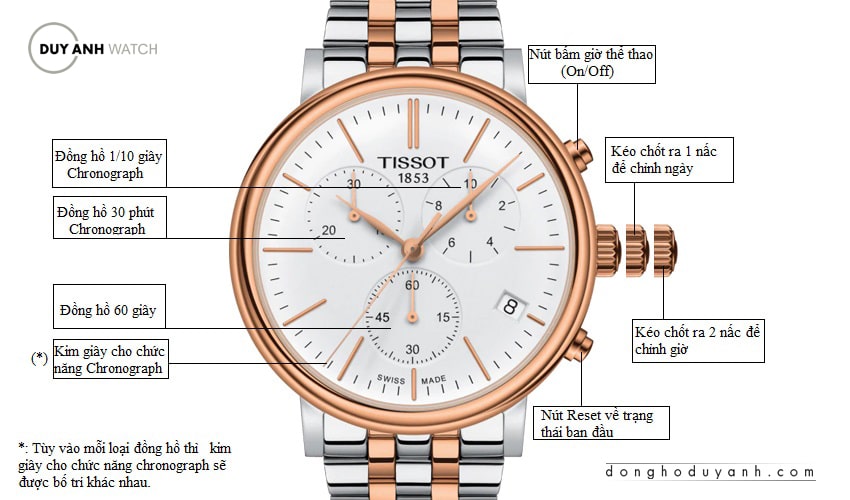 DUY ANH WATCH
Nút bấm giờ thể thao
(On/Off)
Đồng hồ 1/10 giây
Chronograph
Kéo chốt ra 1 nấc
để chỉnh ngày
Đồng hồ 30 phút
Chronograph
TISSOT
1853
30
20
10
10
2
4
6
8
60
15
30
45
8
SWISS MADE
Đồng hồ 60 giây
Kéo chốt ra 2 nấc để
chỉnh giờ
(*) Kim giây cho chức
năng Chronograph
Nút Reset về trạng
thái ban đầu
*: Tùy vào mỗi loại đồng hồ thì kim
giây cho chức năng chronograph sẽ
được bố trí khác nhau.
donghoduyanh.com